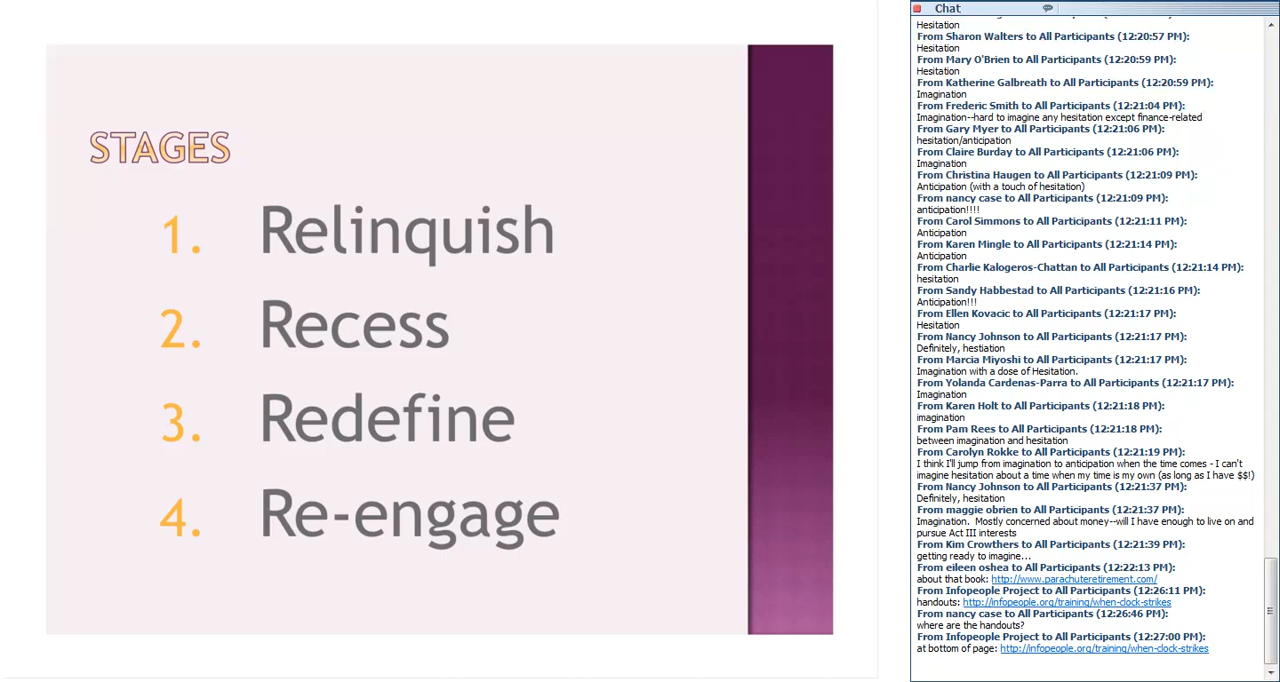 STAGES
1. Relinquish
2. Recess
3. Redefine
4. Re-engage
Chat
Hesitation
From Sharon Walters to All Participants (12:20:57 PM):
Hesitation
From Mary O'Brien to All Participants (12:20:59 PM):
Hesitation
From Katherine Galbreath to All Participants (12:20:59 PM):
Imagination
From Frederic Smith to All Participants (12:21:04 PM):
Imagination--hard to imagine any hesitation except finance-related
From Gary Myer to All Participants (12:21:06 PM):
hesitation/anticipation
From Claire Burday to All Participants (12:21:06 PM):
Imagination
From Christina Haugen to All Participants (12:21:09 PM):
Anticipation (with a touch of hesitation)
From nancy case to All Participants (12:21:09 PM):
anticipation!!!!
From Carol Simmons to All Participants (12:21:11 PM):
Anticipation
From Karen Mingle to All Participants (12:21:14 PM):
Anticipation
From Charlie Kalogeros-Chattan to All Participants (12:21:14 PM):
hesitation
From Sandy Habbestad to All Participants (12:21:16 PM):
Anticipation!!!
From Ellen Kovacic to All Participants (12:21:17 PM):
Hesitation
From Nancy Johnson to All Participants (12:21:17 PM):
Definitely, hestiation
From Marcia Miyoshi to All Participants (12:21:17 PM):
Imagination with a dose of Hesitation.
From Yolanda Cardenas-Parra to All Participants (12:21:17 PM):
Imagination
From Karen Holt to All Participants (12:21:18 PM):
imagination
From Pam Rees to All Participants (12:21:18 PM):
between imagination and hesitation
From Carolyn Rokke to All Participants (12:21:19 PM):
I think I'll jump from imagination to anticipation when the time comes - I can't
imagine hesitation about a time when my time is my own (as long as I have $$!)
From Nancy Johnson to All Participants (12:21:37 PM):
Definitely, hesitation
From maggie obrien to All Participants (12:21:37 PM):
Imagination. Mostly concerned about money--will I have enough to live on and
pursue Act III interests
From Kim Crowthers to All Participants (12:21:39 PM):
getting ready to imagine...
From eileen oshea to All Participants (12:22:13 PM):
about that book: http://www.parachuteretirement.com/
From Infopeople Project to All Participants (12:26:11 PM):
handouts: http://infopeople.org/training/when-clock-strikes
From nancy case to All Participants (12:26:46 PM):
where are the handouts?
From Infopeople Project to All Participants (12:27:00 PM):
at bottom of page: http://infopeople.org/training/when-clock-strikes